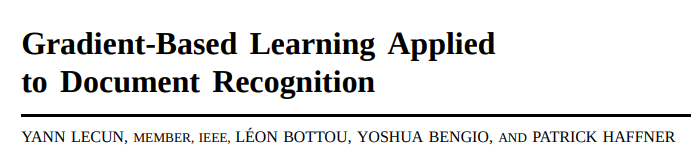 Gradient-Based Learning Applied
to Document Recognition
YANN LECUN, MEMBER, IEEE, LÉON BOTTOU, YOSHUA BENGIO, AND PATRICK HAFFNER